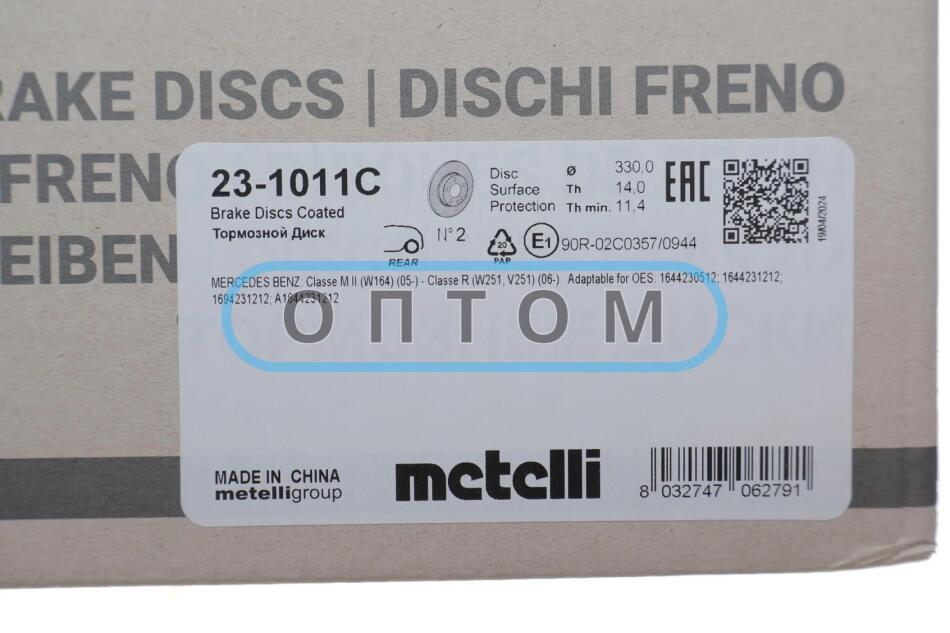 RAKE DISCS | DISCHI FRENO
FRENO
EIBEN
23-1011C
Brake Discs Coated
Тормозной Диск
REAR
N° 2
Disc
Surface
Protection
Ø 330,0
Th 14,0
Th min. 11,4
EAC
20
PAP
E1 90R-02C0357/0944
19/04/2024
MERCEDES BENZ: Classe M II (W164) (05-) - Classe R (W251, V251) (06-). Adaptable for OES: 1644230512; 1644231212;
1694231212; A1644231212
ОПТОМ
MADE IN CHINA
metelligroup
metelli
8 032747 062791